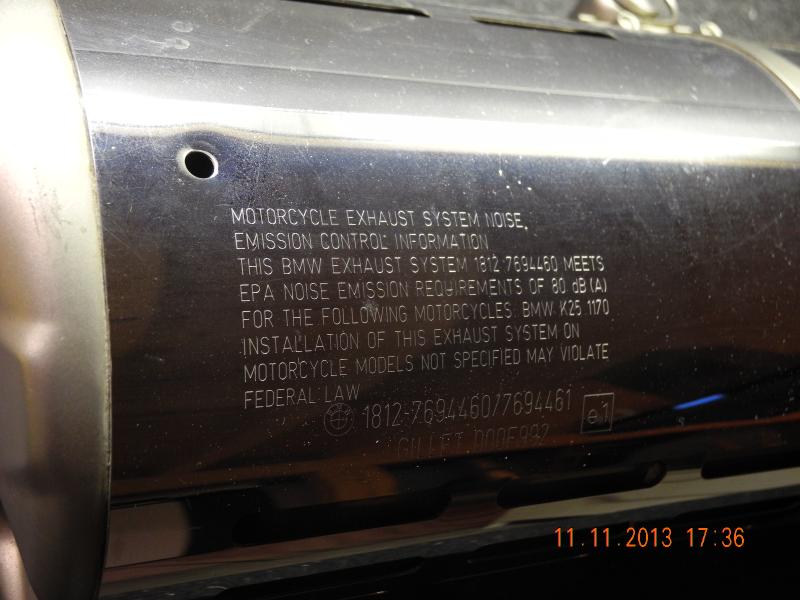 MOTORCYCLE EXHAUST SYSTEM NOISE,
EMISSION CONTROL INFORMATION
THIS BMW EXHAUST SYSTEM 1812 7694460 MEETS
EPA NOISE EMISSION REQUIREMENTS OF 80 dB (A)
FOR THE FOLLOWING MOTORCYCLES: BMW K25 1170
INSTALLATION OF THIS EXHAUST SYSTEM ON
MOTORCYCLE MODELS NOT SPECIFIED MAY VIOLATE
FEDERAL LAW
1812-7694460/7694461 e1
GILLET
11.11.2013 17:36